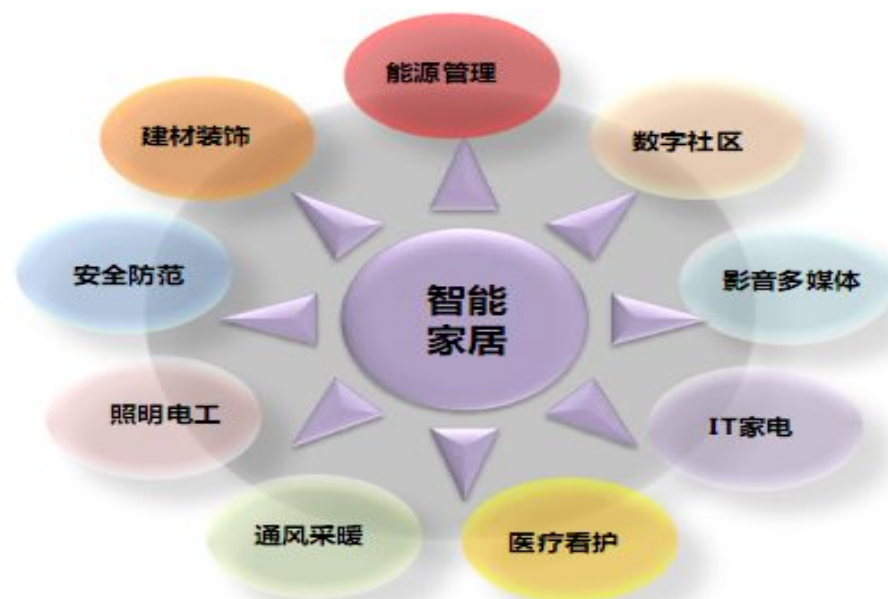 能源管理
建材装饰
数字社区
安全防范
影音多媒体
智能
家居
照明电工
IT家电
通风采暖
医疗看护